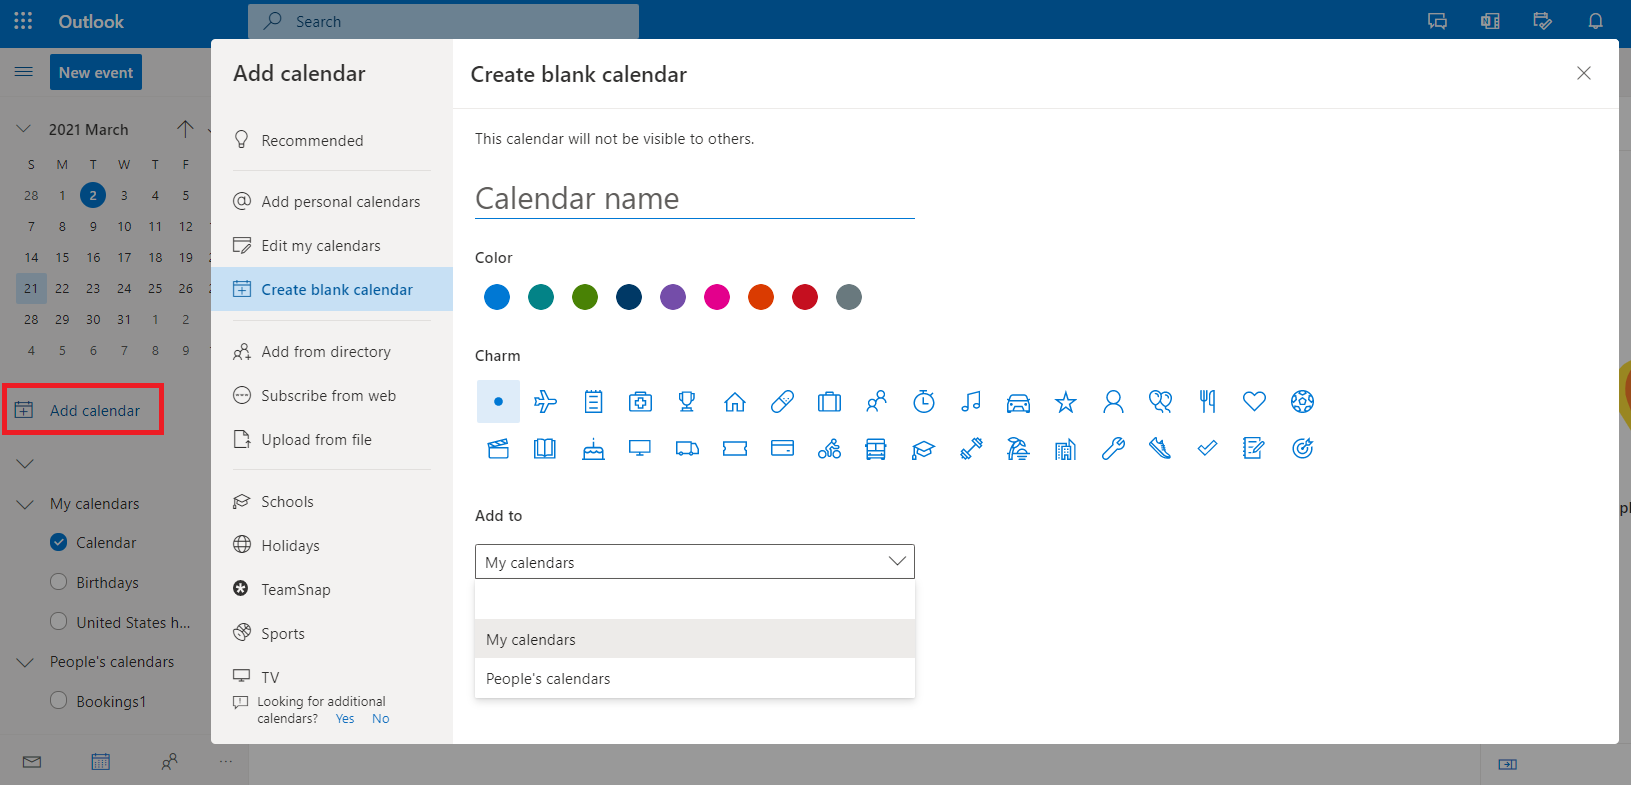 Outlook
Search
New event
2021 March
S M T W T F
28 1 2 3 4 5
7 8 9 10 11 12
14 15 16 17 18 19
21 22 23 24 25 26
28 29 30 31 1 2
4 5 6 7 8 9
Add calendar
My calendars
Calendar
Birthdays
United States h...
People's calendars
Bookings1
Add calendar
Recommended
Add personal calendars
Edit my calendars
Create blank calendar
Add from directory
Subscribe from web
Upload from file
Schools
Holidays
TeamSnap
Sports
TV
Looking for additional
calendars? Yes No
Create blank calendar
This calendar will not be visible to others.
Calendar name
Color
Charm
Add to
My calendars
My calendars
People's calendars